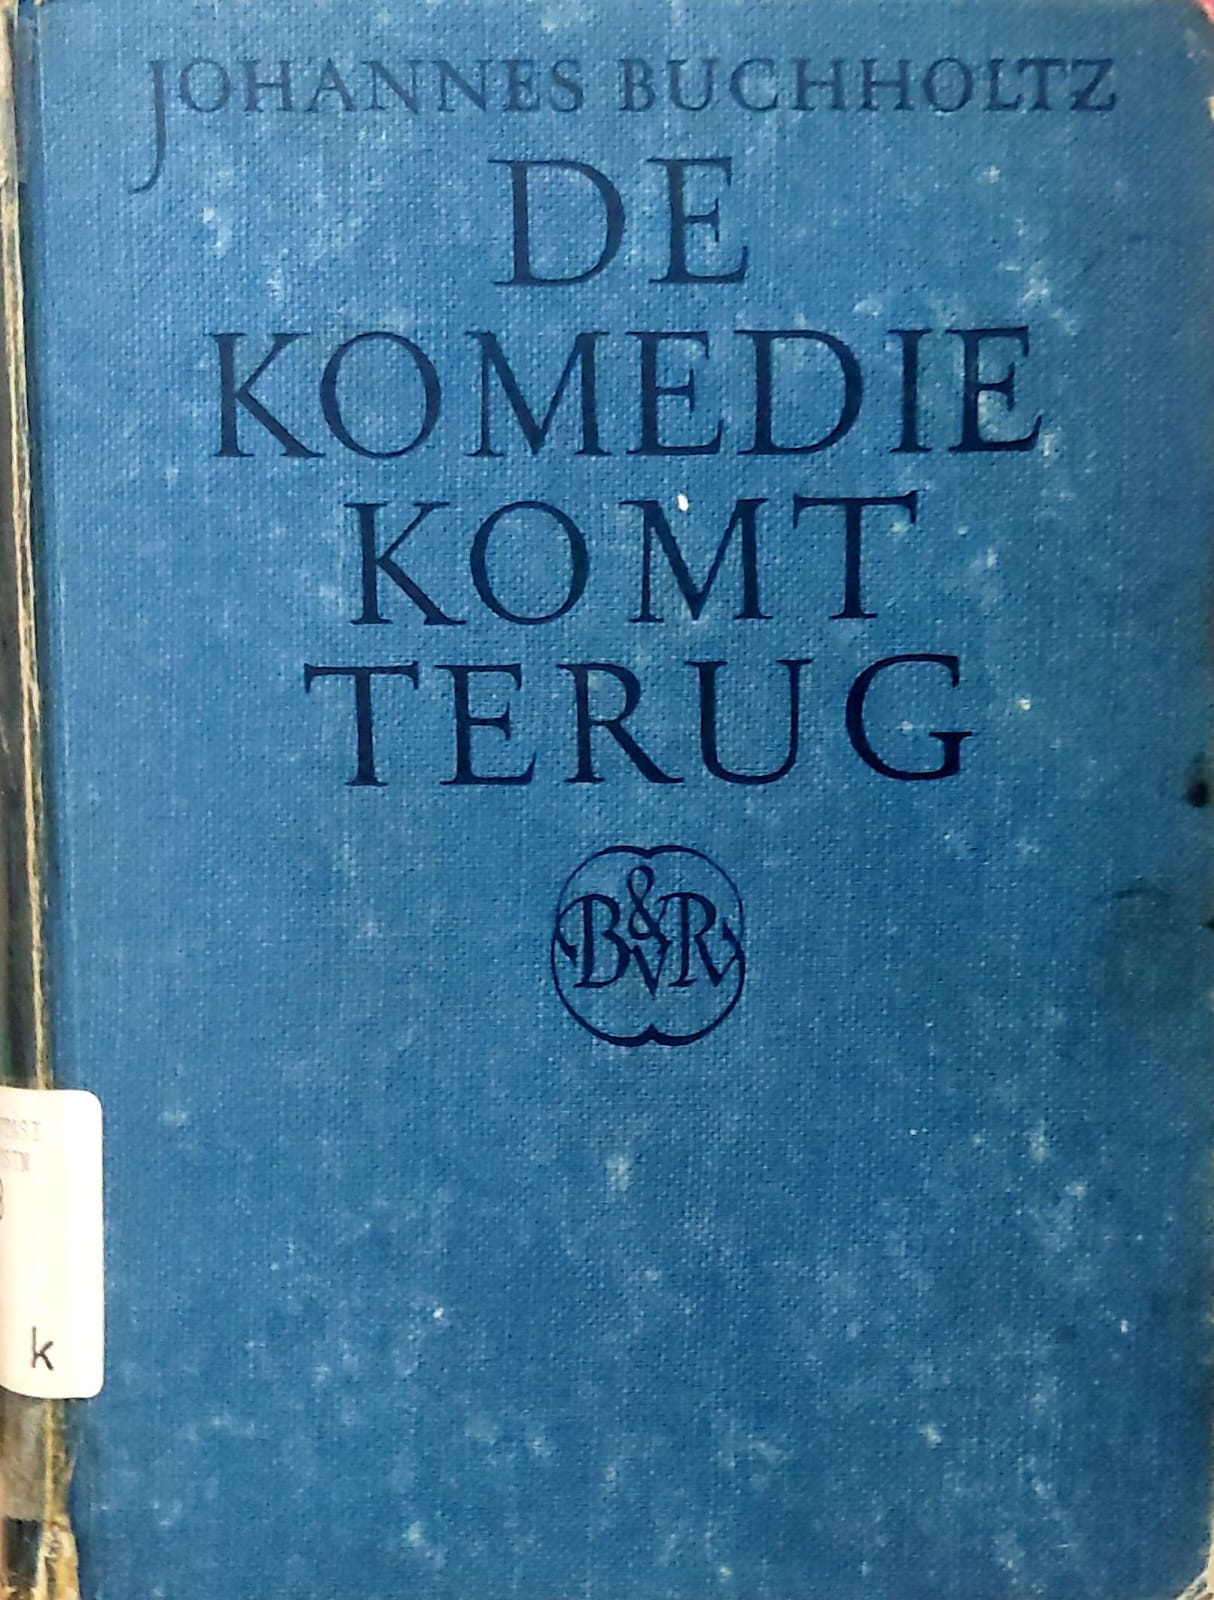 JOHANNES BUCHHOLTZ
DE
KOMEDIE
KOMT
TERUG
B&VR
k